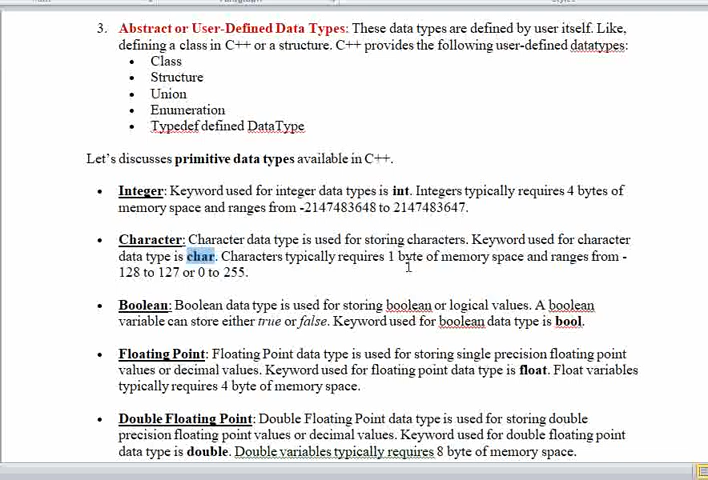 3. Abstract or User-Defined Data Types: These data types are defined by user itself. Like,
defining a class in C++ or a structure. C++ provides the following user-defined datatypes:
• Class
• Structure
• Union
• Enumeration
• Typedef defined DataType
Let's discusses primitive data types available in C++.
• Integer: Keyword used for integer data types is int. Integers typically requires 4 bytes of
memory space and ranges from -2147483648 to 2147483647.
• Character: Character data type is used for storing characters. Keyword used for character
data type is char. Characters typically requires 1 byte of memory space and ranges from -
128 to 127 or 0 to 255.
• Boolean: Boolean data type is used for storing boolean or logical values. A boolean
variable can store either true or false. Keyword used for boolean data type is bool.
• Floating Point: Floating Point data type is used for storing single precision floating point
values or decimal values. Keyword used for floating point data type is float. Float variables
typically requires 4 byte of memory space.
• Double Floating Point: Double Floating Point data type is used for storing double
precision floating point values or decimal values. Keyword used for double floating point
data type is double. Double variables typically requires 8 byte of memory space.